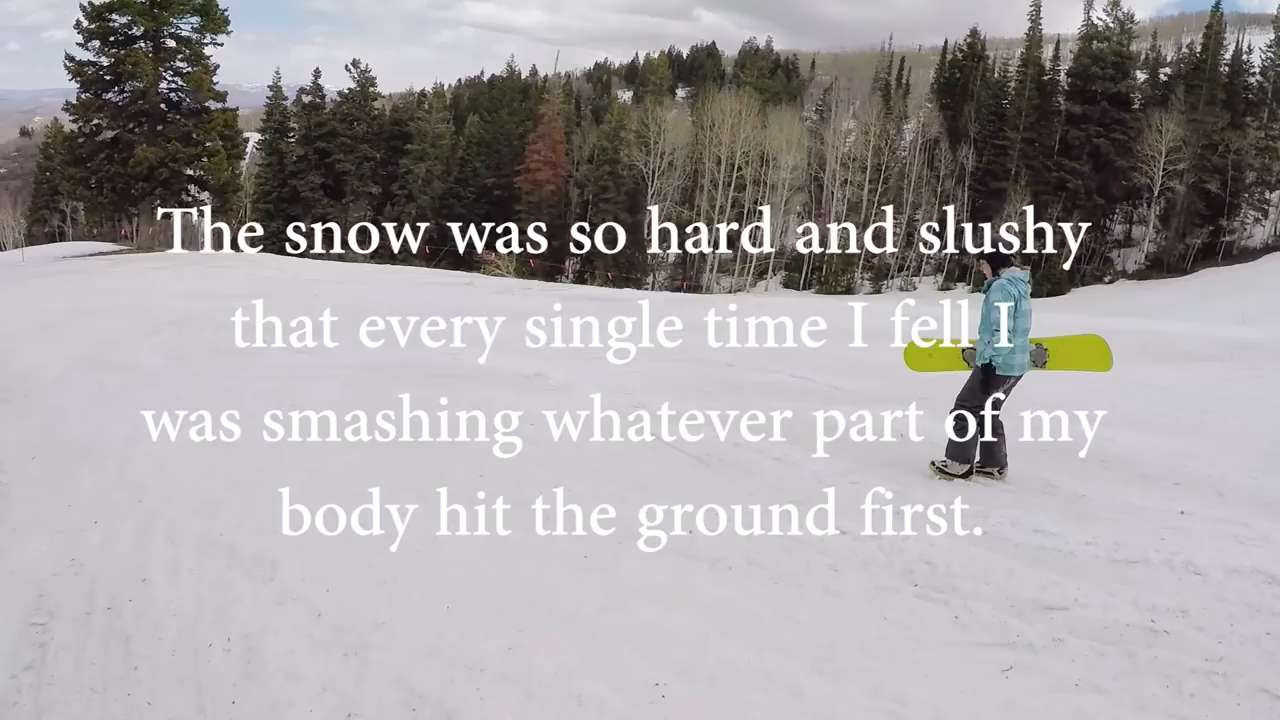 The snow was so hard and slushy
that every single time I fell I
was smashing whatever part of my
body hit the ground first.